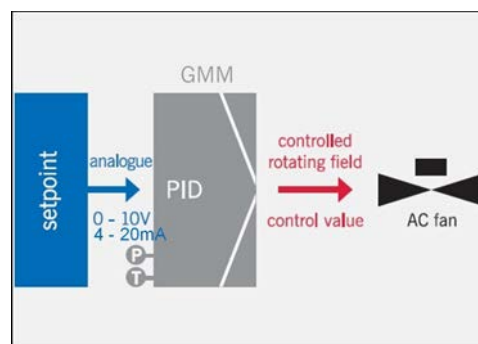 GMM
setpoint
analogue
0 - 10V
4 - 20mA
PID
P
T
controlled
rotating field
control value
AC fan